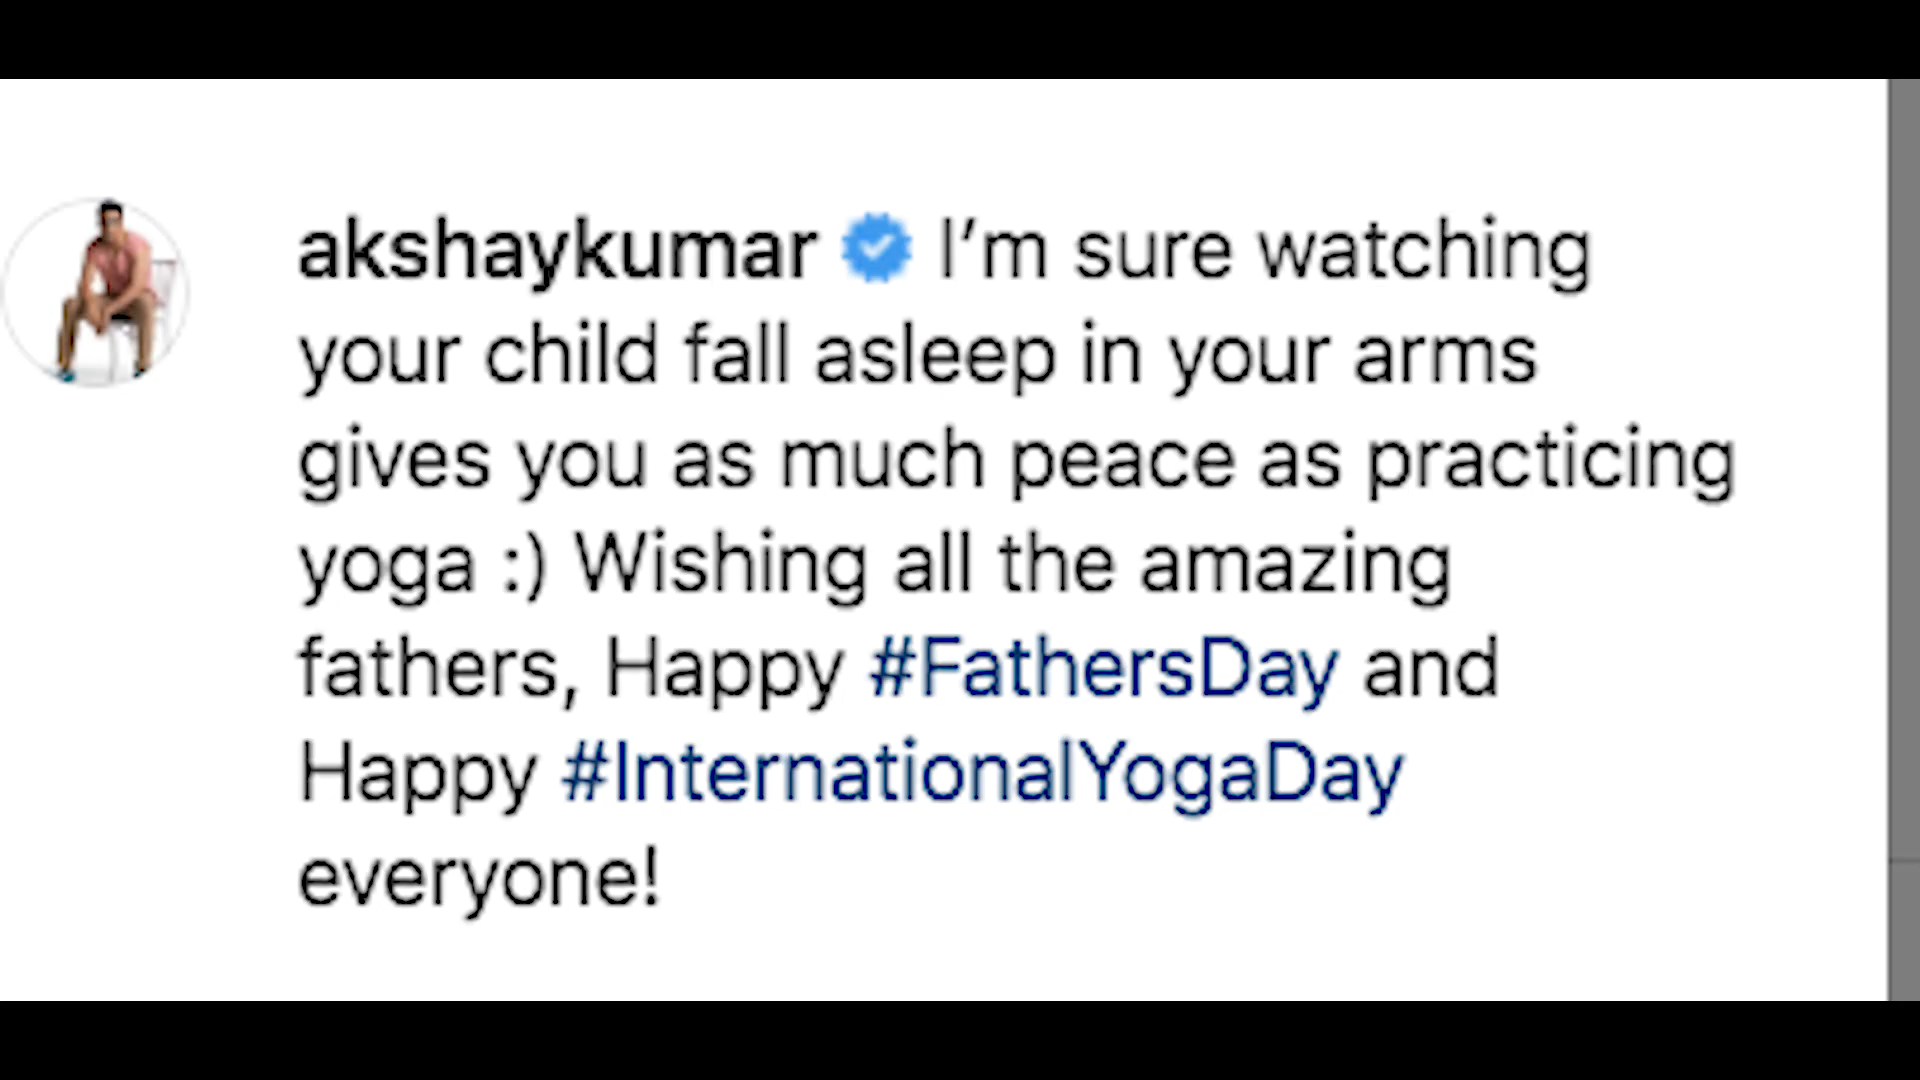 akshaykumar I’m sure watching
your child fall asleep in your arms
gives you as much peace as practicing
yoga :) Wishing all the amazing
fathers, Happy #FathersDay and
Happy #InternationalYogaDay
everyone!